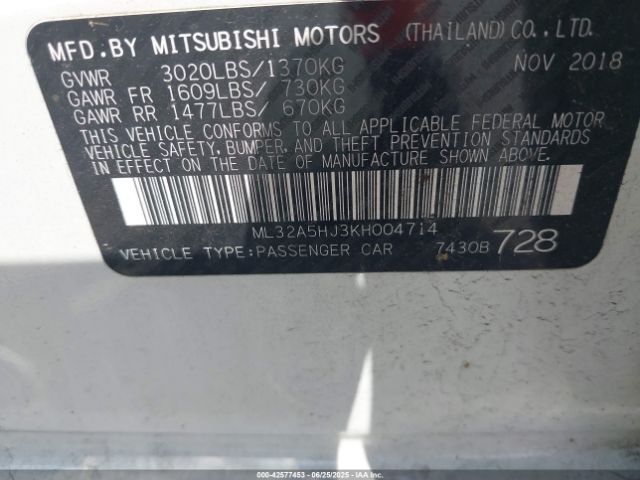 MFD.BY MITSUBISHI MOTORS (THAILAND)CO.,LTD.
GVWR 3020LBS/1370KG NOV 2018
GAWR FR 1609LBS/ 730KG
GAWR RR 1477LBS/ 670KG
THIS VEHICLE CONFORMS TO ALL APPLICABLE FEDERAL MOTOR
VEHICLE SAFETY, BUMPER, AND THEFT PREVENTION STANDARDS
IN EFFECT ON THE DATE OF MANUFACTURE SHOWN ABOVE.
ML32A5HJ3KH004714
VEHICLE TYPE:PASSENGER CAR 7430B 728
000-42577453 - 06/25/2025 - © IAA Holdings, LLC